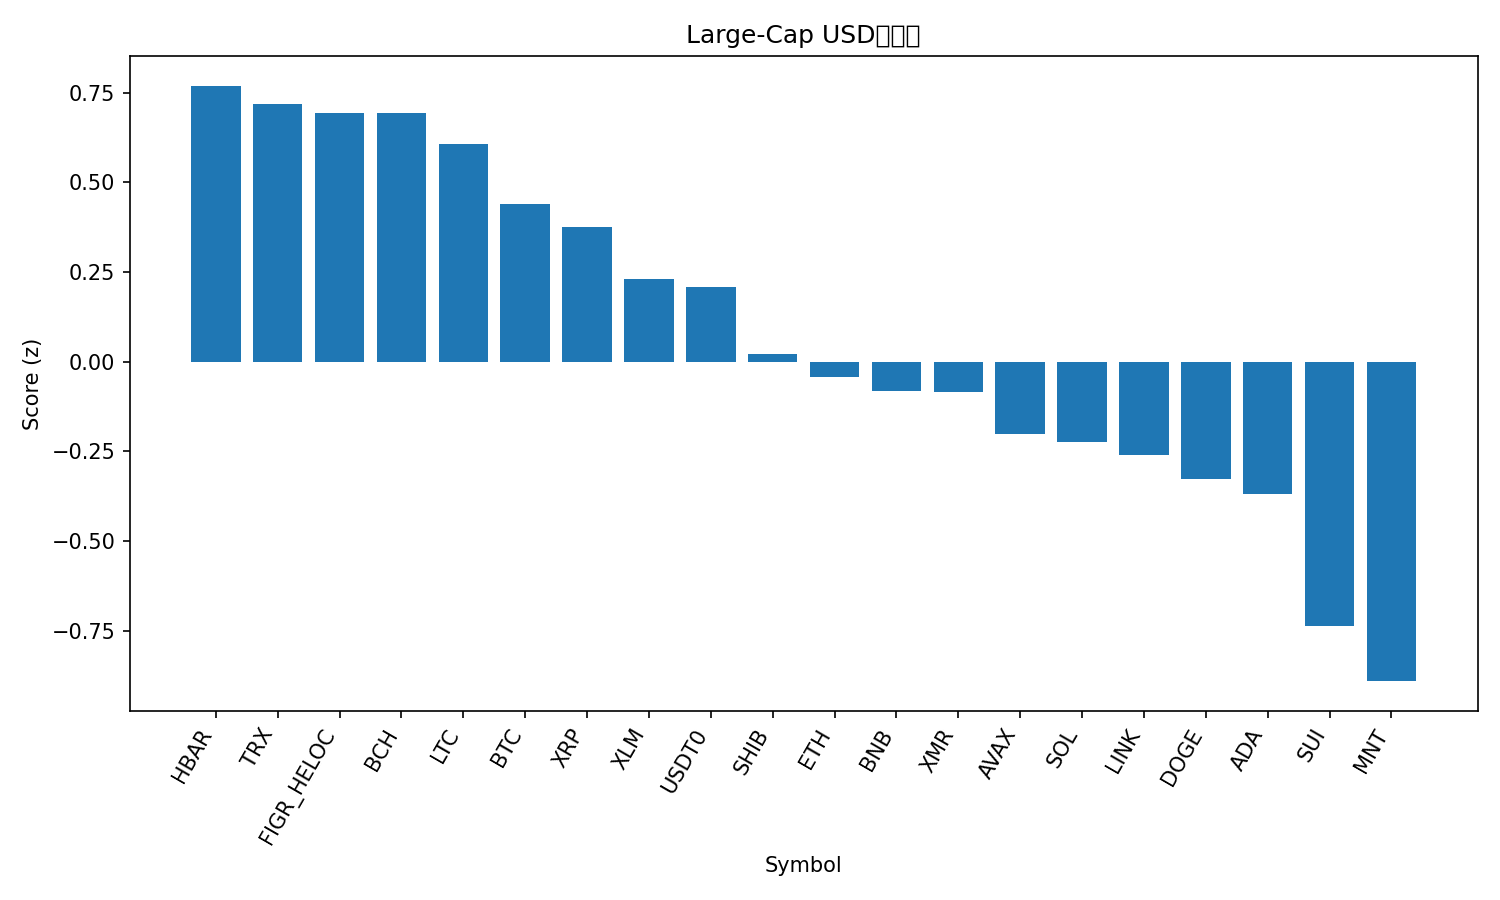 Large-Cap USD
0.75
0.50
0.25
0.00
−0.25
−0.50
−0.75
Score (z)
HBAR
TRX
FIGR_HELOC
BCH
LTC
BTC
XRP
XLM
USDT0
SHIB
ETH
BNB
XMR
AVAX
SOL
LINK
DOGE
ADA
SUI
MNT
Symbol